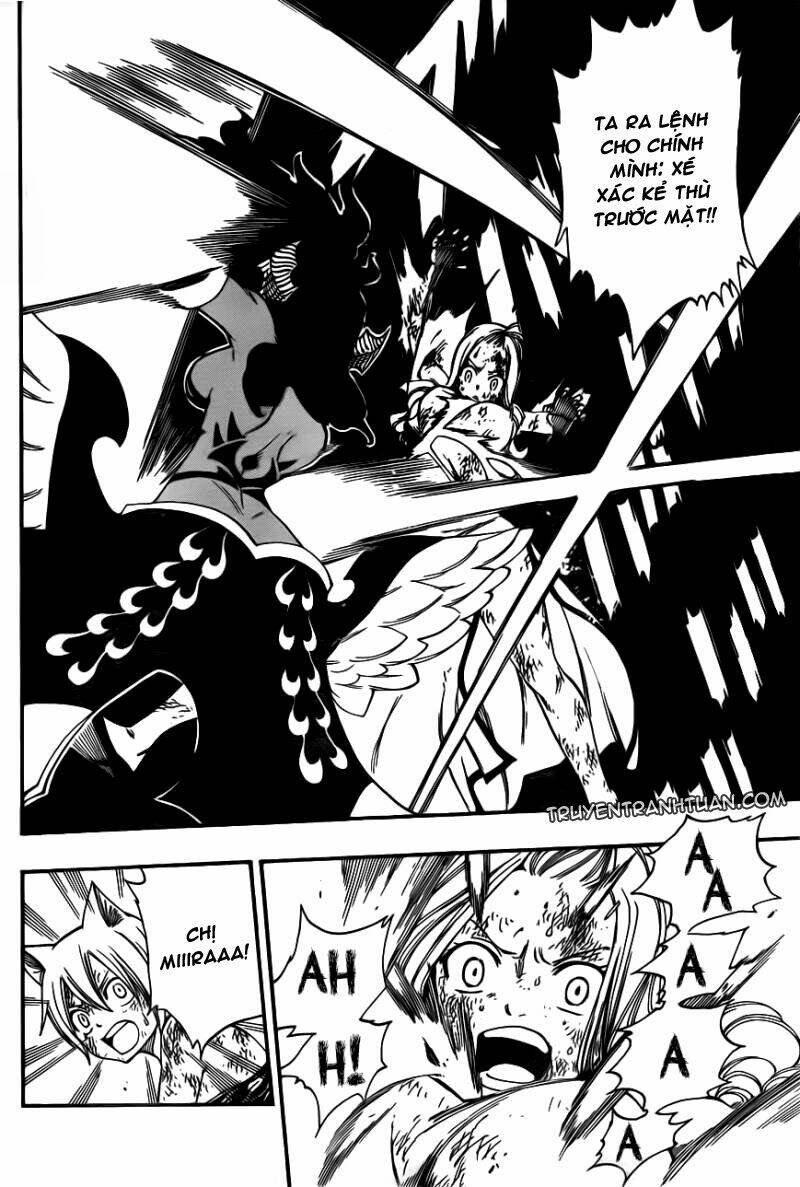 TA RA LỆNH
CHO CHÍNH
MÌNH: XÉ
XÁC KẺ THÙ
TRƯỚC MẶT!!
TRUYENTRANHTUAN.COM
CHỊ
MIIIRAAA!
AH
H!
A
A
A
A
A